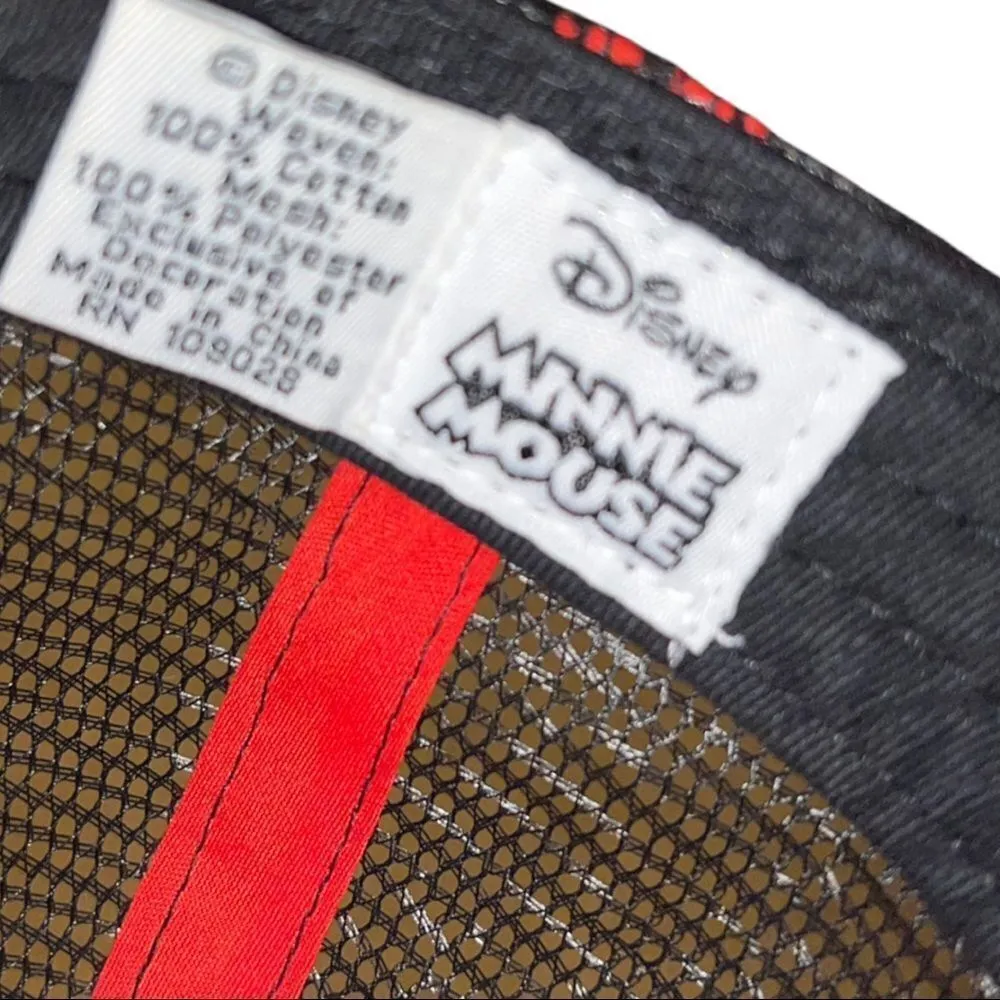 © Disney
Woven:
100% Cotton
Mesh:
100% Polyester
Exclusive of
Decoration
Made in China
RN 109028
Disney
MINNIE
MOUSE